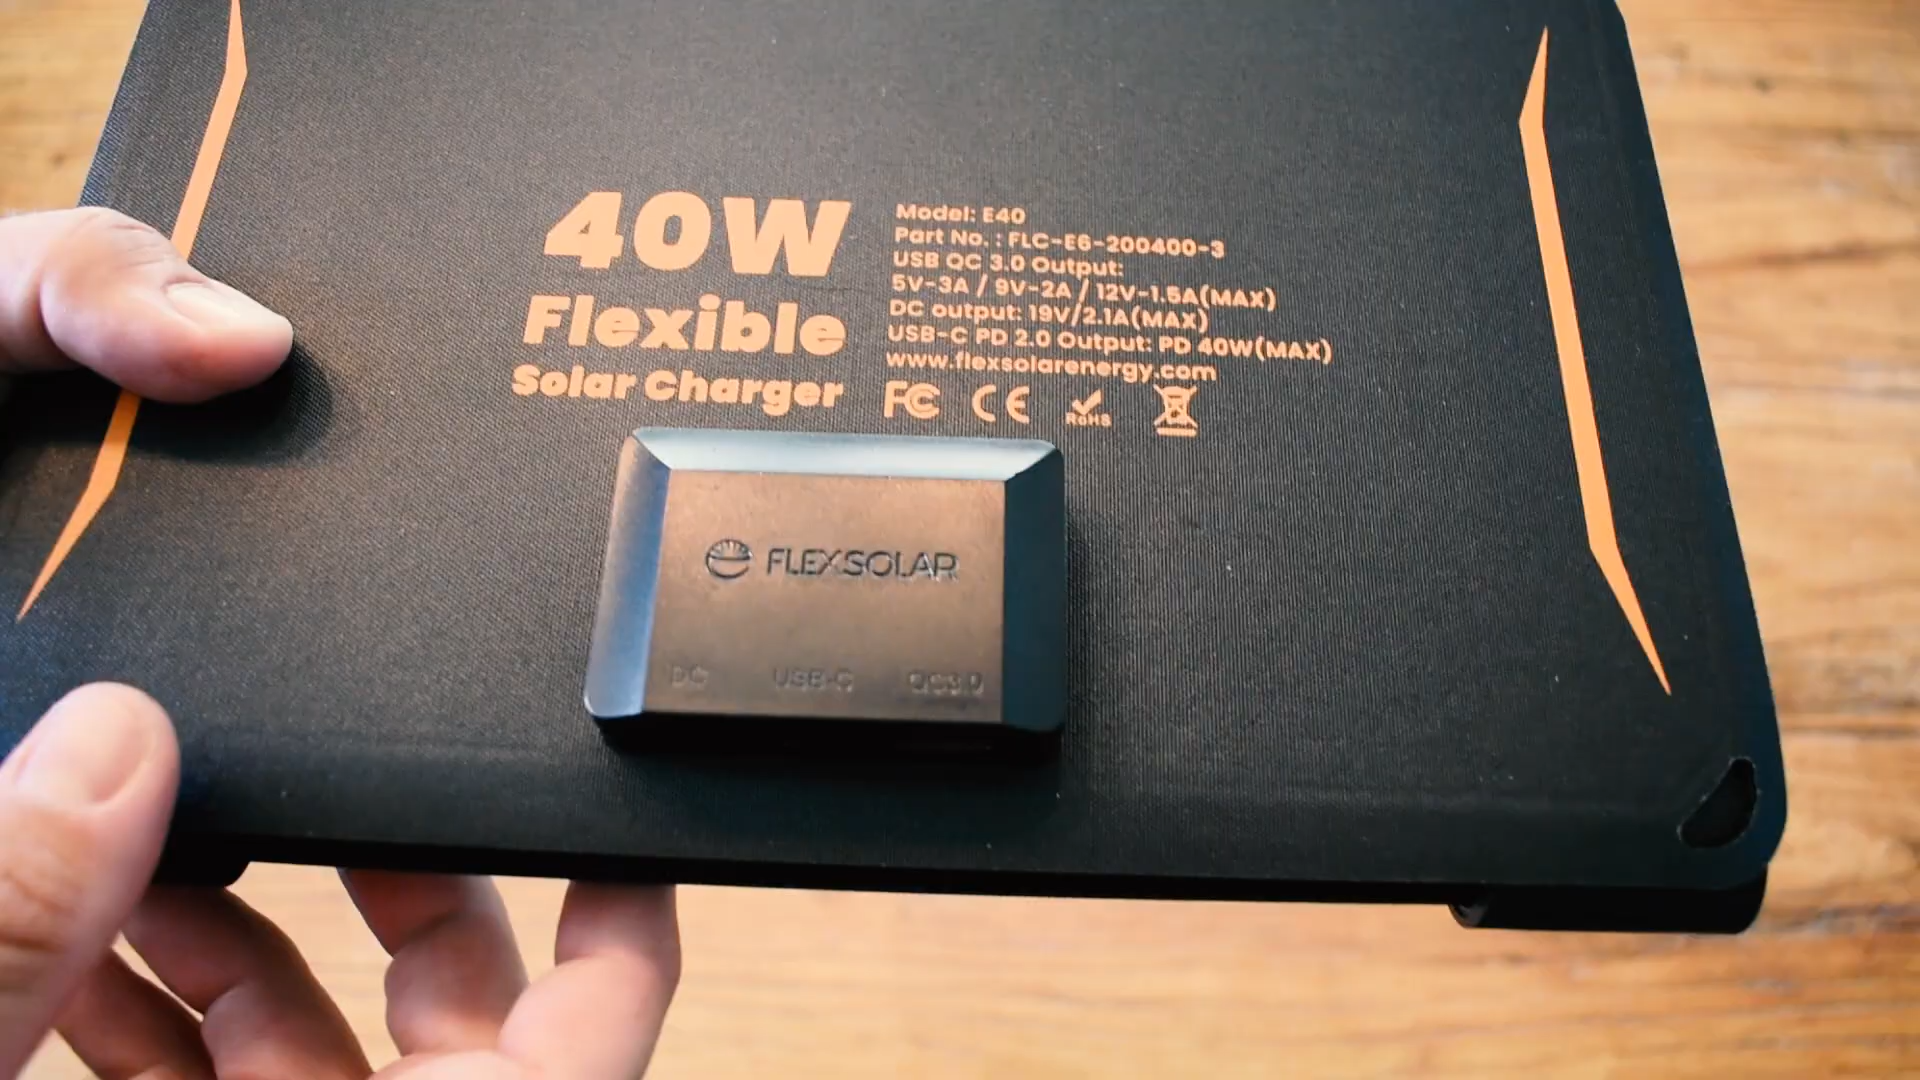 40W
Flexible
Solar Charger
Model: E40
Part No. : FLC-E6-200400-3
USB QC 3.0 Output:
5V-3A / 9V-2A / 12V-1.5A(MAX)
DC output: 19V/2.1A(MAX)
USB-C PD 2.0 Output: PD 40W(MAX)
www.flexsolarenergy.com
FC CE RoHS
FLEXSOLAR
DC USB-C QC3.0